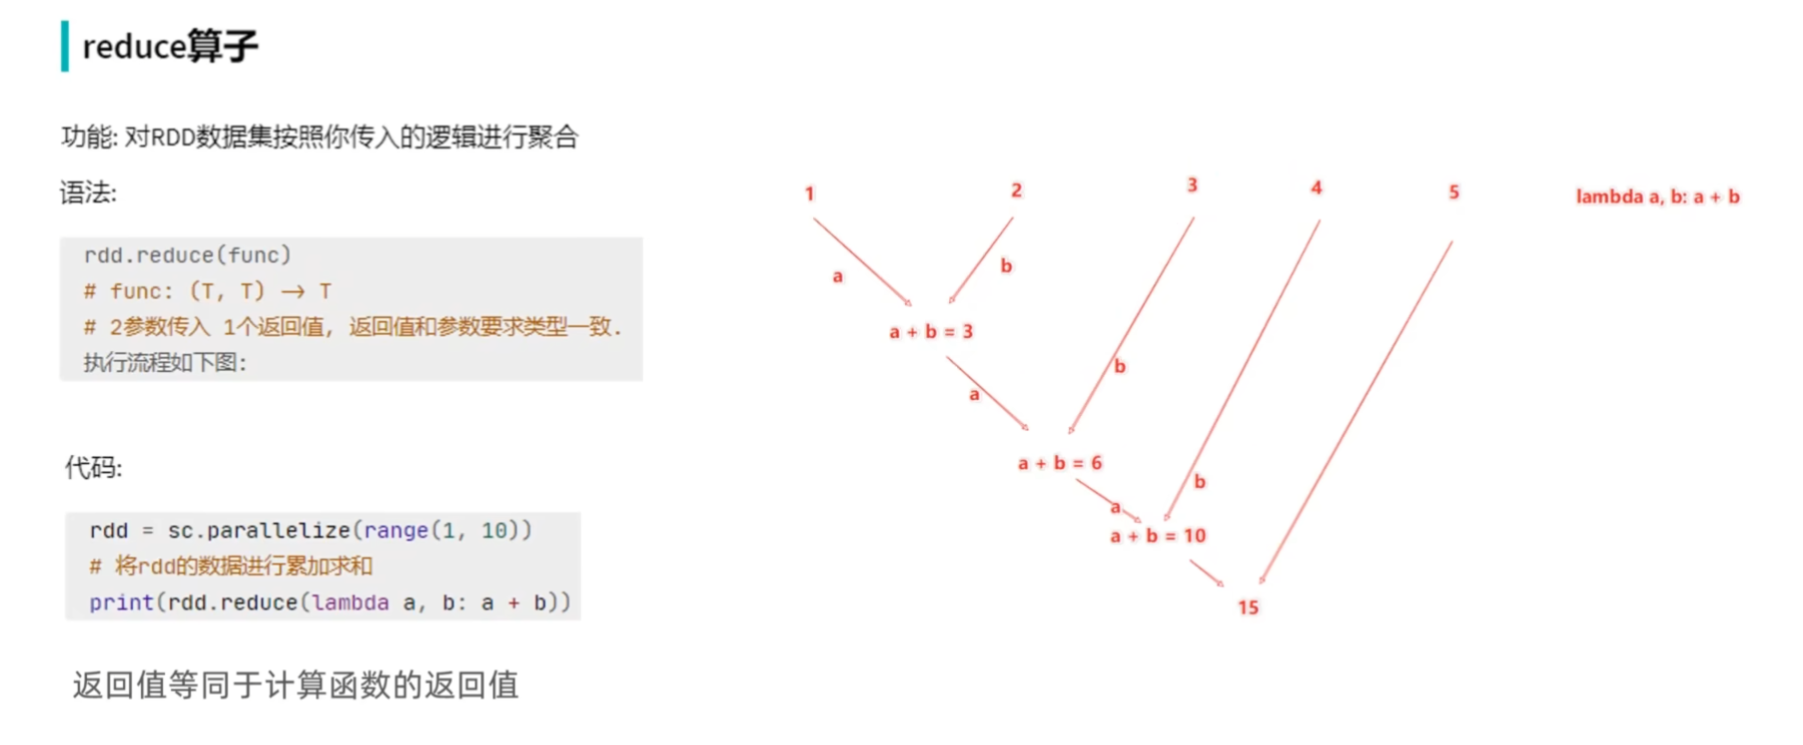 reduce算子
功能: 对RDD数据集按照你传入的逻辑进行聚合
语法:
rdd.reduce(func)
# func: (T, T) → T
# 2参数传入 1个返回值, 返回值和参数要求类型一致.
执行流程如下图:
代码:
rdd = sc.parallelize(range(1, 10))
# 将rdd的数据进行累加求和
print(rdd.reduce(lambda a, b: a + b))
返回值等同于计算函数的返回值
1 2 3 4 5 lambda a, b: a + b
a b
a + b = 3
b
a
a + b = 6
b
a
a + b = 10
15